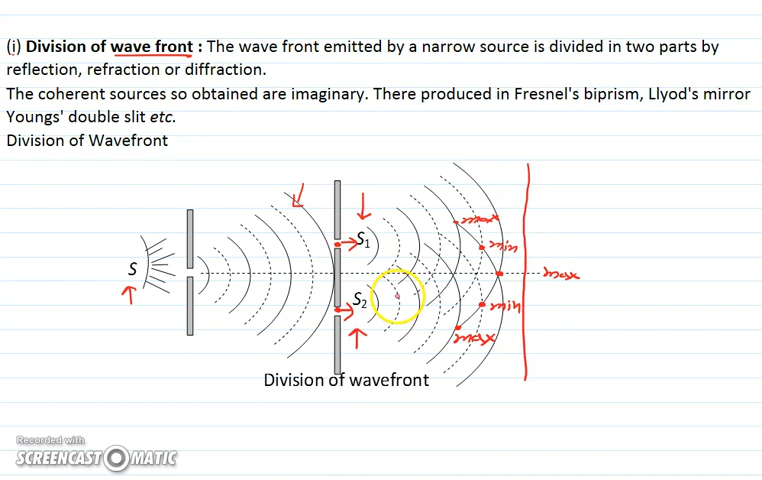 (i) Division of wave front : The wave front emitted by a narrow source is divided in two parts by
reflection, refraction or diffraction.
The coherent sources so obtained are imaginary. There produced in Fresnel's biprism, Llyod's mirror
Youngs' double slit etc.
Division of Wavefront
max
S₁
min
S
max
S₂
min
max
Division of wavefront
Recorded with
SCREENCAST O MATIC